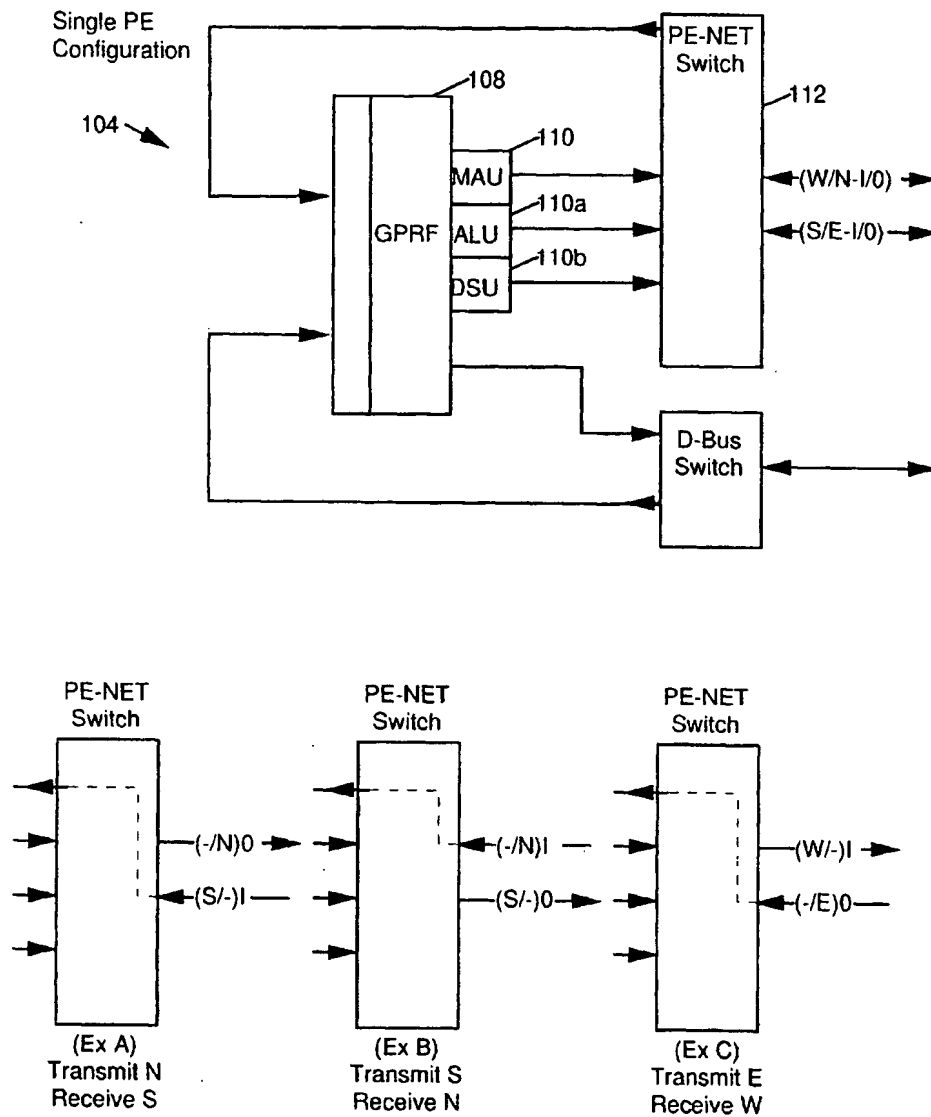 Single PE
Configuration
104
108
GPRF
MAU
ALU
DSU
110
110a
110b
PE-NET
Switch
112
(W/N-I/0)
(S/E-I/0)
D-Bus
Switch
PE-NET
Switch
(-/N)0
(S/-)I
(Ex A)
Transmit N
Receive S
PE-NET
Switch
(-/N)I
(S/-)0
(Ex B)
Transmit S
Receive N
PE-NET
Switch
(W/-)I
(-/E)0
(Ex C)
Transmit E
Receive W